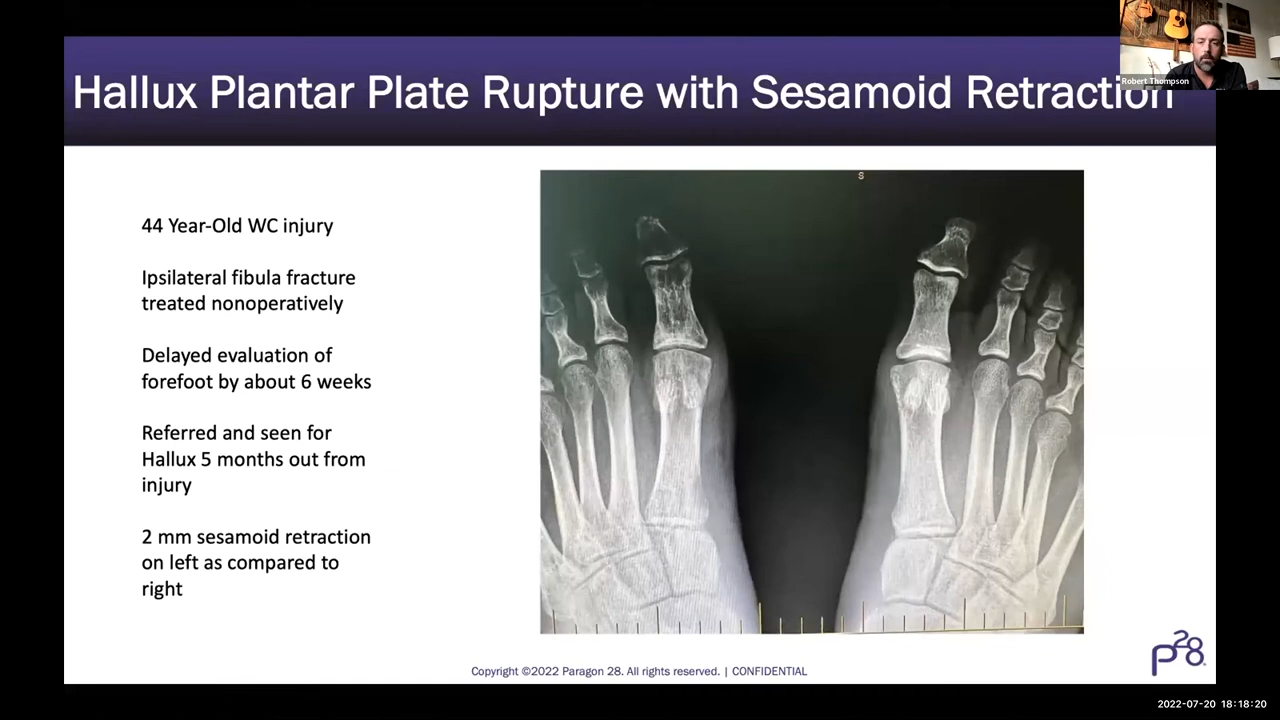 Hallux Plantar Plate Rupture with Sesamoid Retraction
Robert Thompson
S
44 Year-Old WC injury
Ipsilateral fibula fracture
treated nonoperatively
Delayed evaluation of
forefoot by about 6 weeks
Referred and seen for
Hallux 5 months out from
injury
2 mm sesamoid retraction
on left as compared to
right
P28
Copyright ©2022 Paragon 28. All rights reserved. | CONFIDENTIAL
2022-07-20 18:18:20